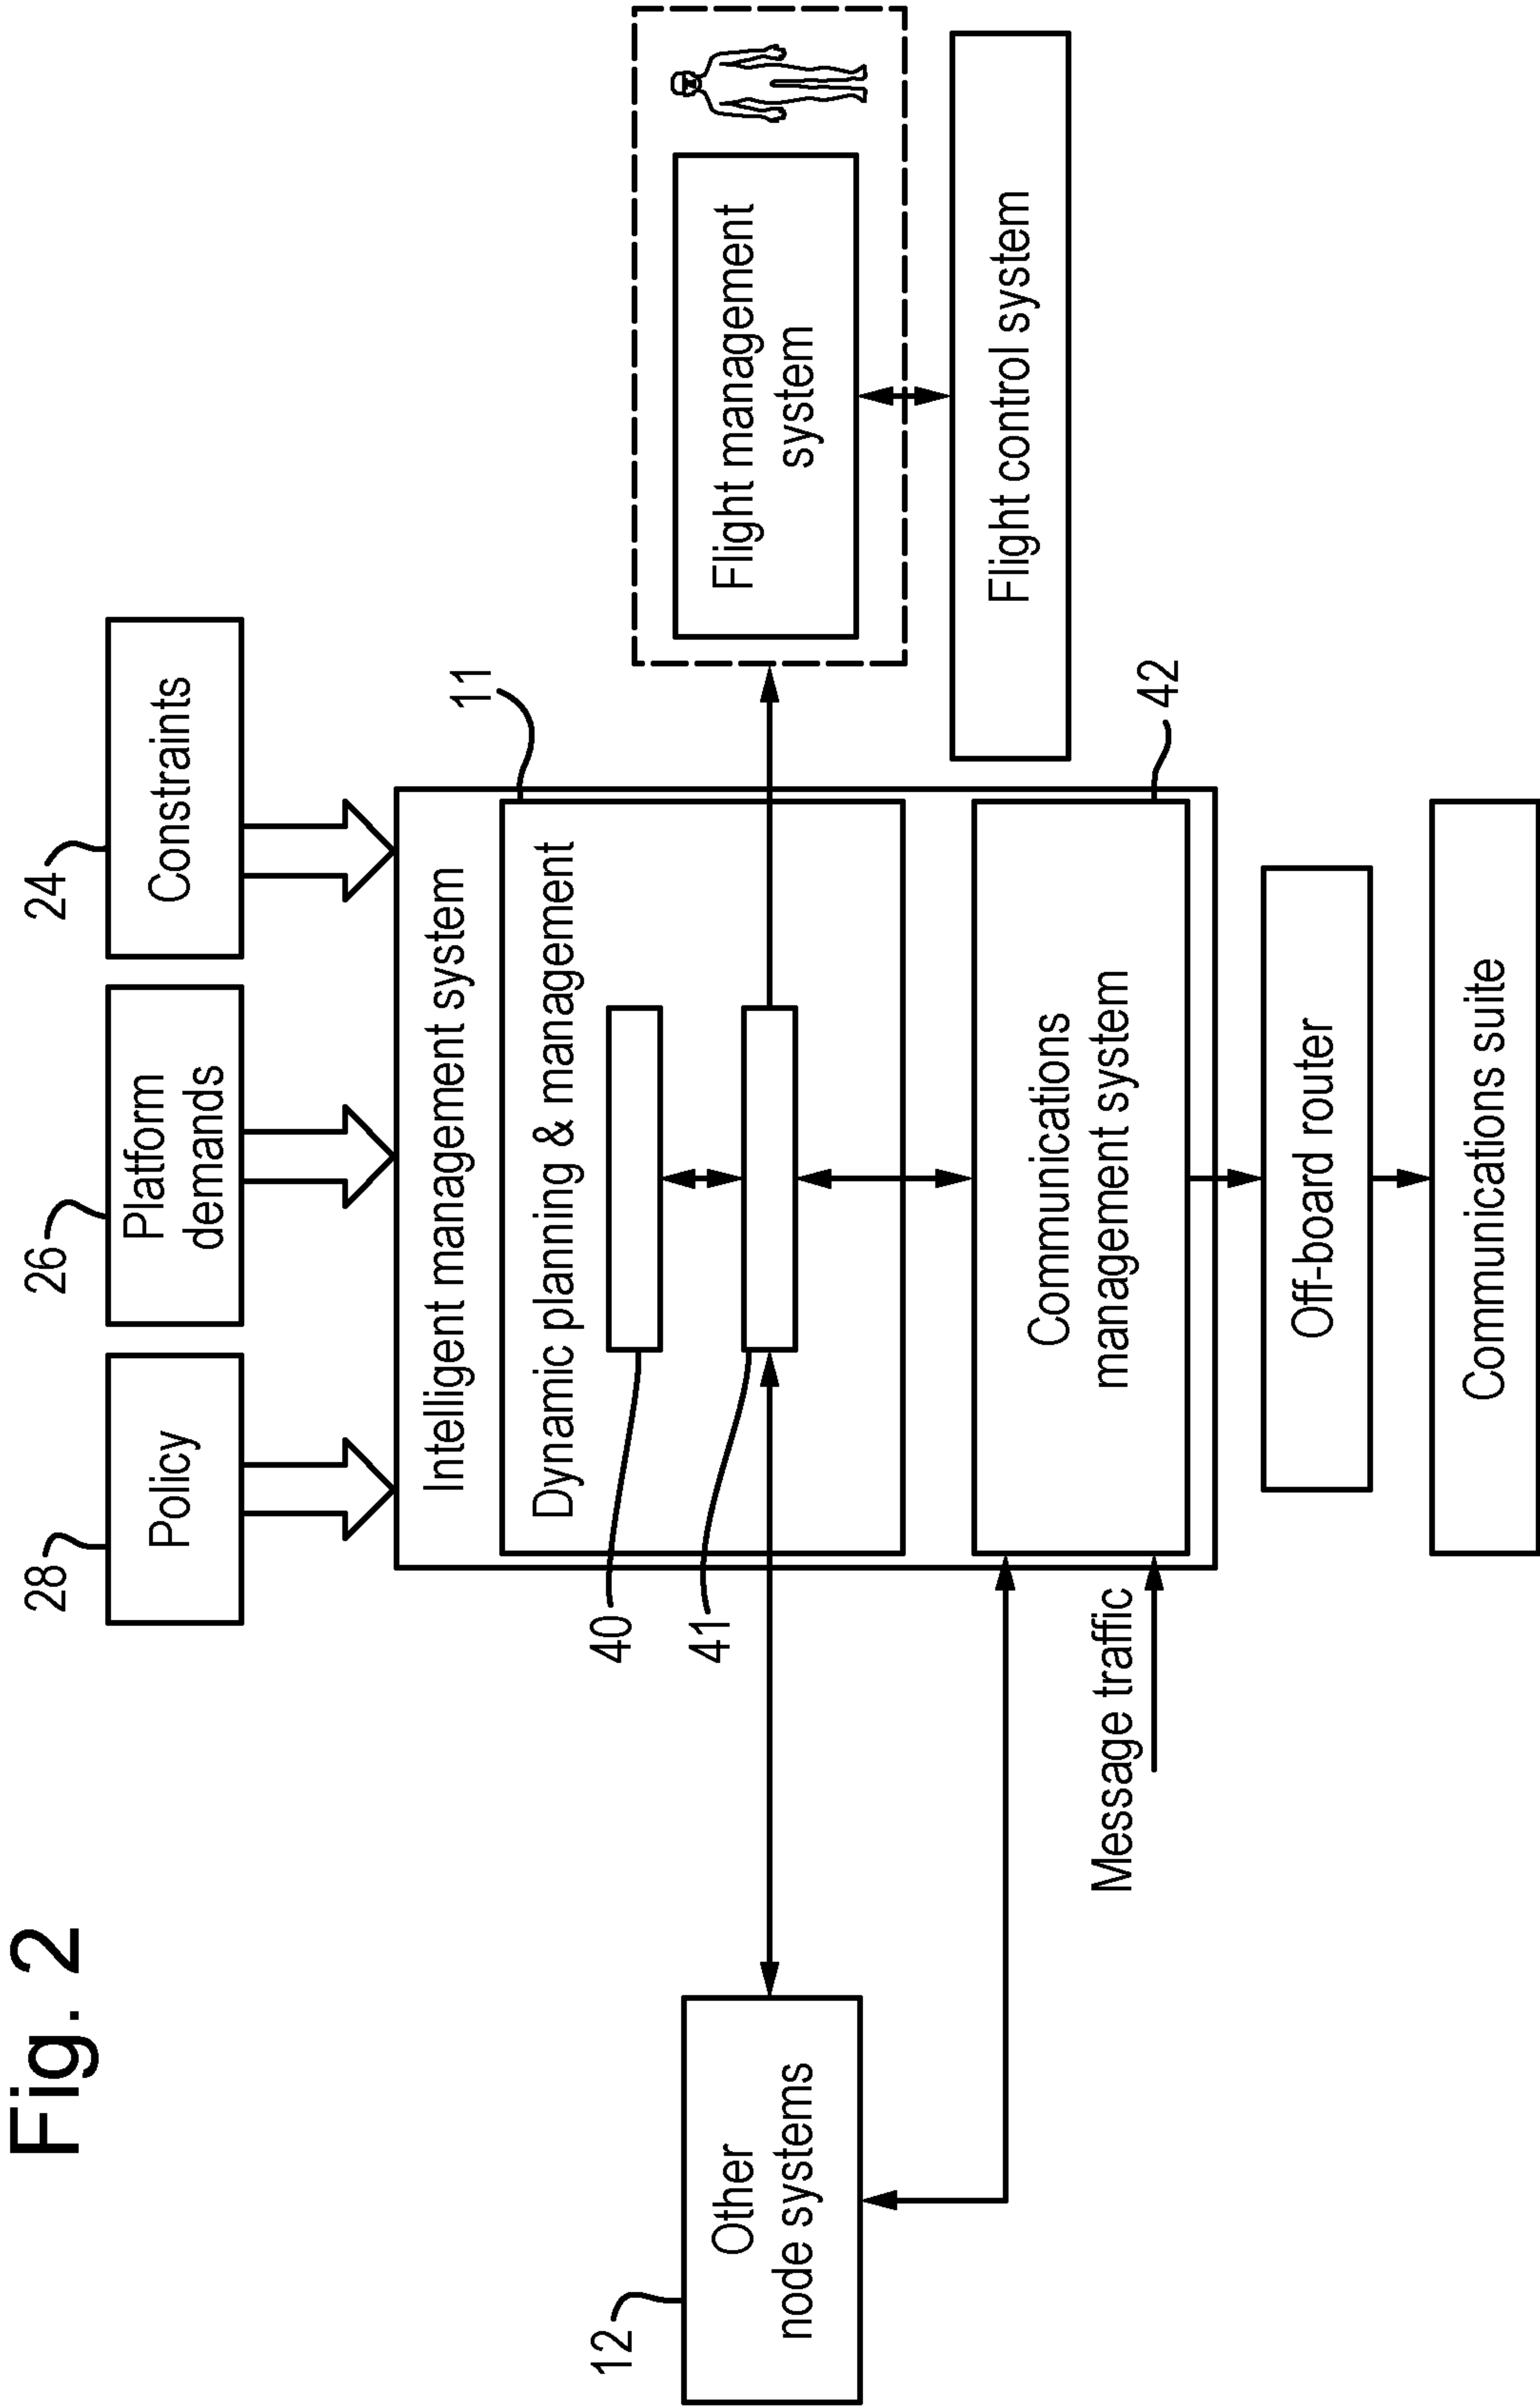 Fig. 2
28
Policy
26
Platform
demands
24
Constraints
Intelligent management system
11
Dynamic planning & management
40
41
12
Other
node systems
Flight management
system
Flight control system
Communications
management system
42
Message traffic
Off-board router
Communications suite